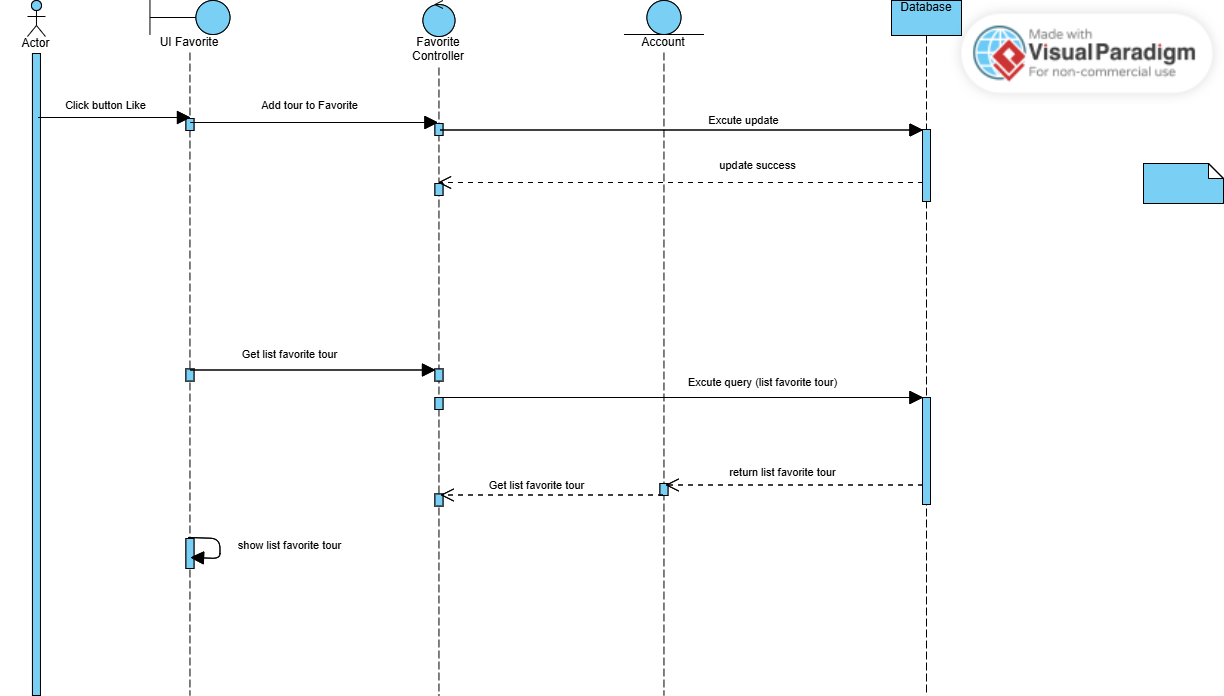 Actor
UI Favorite
Favorite
Controller
Account
Database
Made with
VisualParadigm
For non-commercial use
Click button Like
Add tour to Favorite
Excute update
update success
Get list favorite tour
Excute query (list favorite tour)
return list favorite tour
Get list favorite tour
show list favorite tour